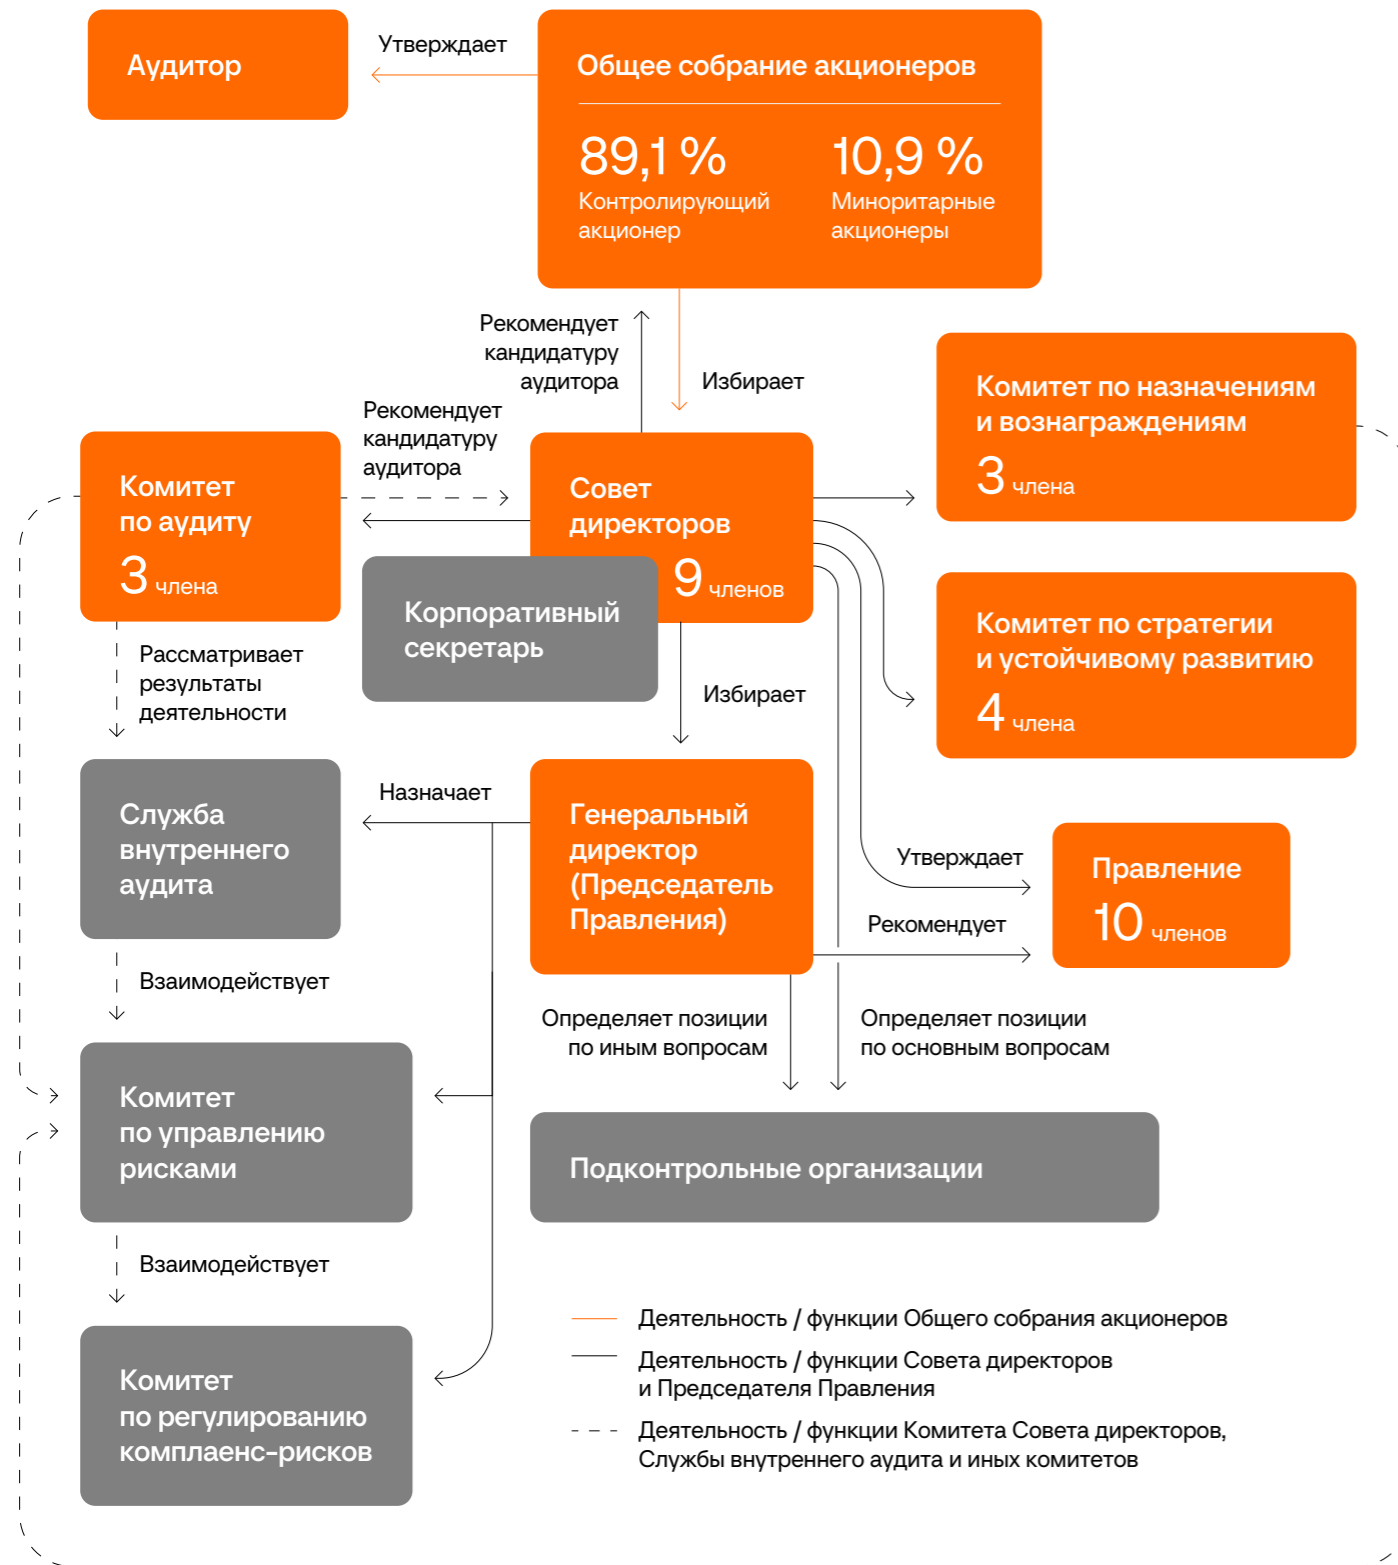 Аудитор
Утверждает
Общее собрание акционеров
89,1 %
Контролирующий
акционер
10,9 %
Миноритарные
акционеры
Рекомендует
кандидатуру
аудитора
Избирает
Комитет по назначениям
и вознаграждениям
3 члена
Рекомендует
кандидатуру
аудитора
Комитет
по аудиту
3 члена
Совет
директоров
9 членов
Корпоративный
секретарь
Комитет по стратегии
и устойчивому развитию
4 члена
Рассматривает
результаты
деятельности
Избирает
Служба
внутреннего
аудита
Назначает
Генеральный
директор
(Председатель
Правления)
Утверждает
Рекомендует
Правление
10 членов
Взаимодействует
Определяет позиции
по иным вопросам
Определяет позиции
по основным вопросам
Комитет
по управлению
рисками
Подконтрольные организации
Взаимодействует
Комитет
по регулированию
комплаенс-рисков
Деятельность / функции Общего собрания акционеров
Деятельность / функции Совета директоров
и Председателя Правления
Деятельность / функции Комитета Совета директоров,
Службы внутреннего аудита и иных комитетов